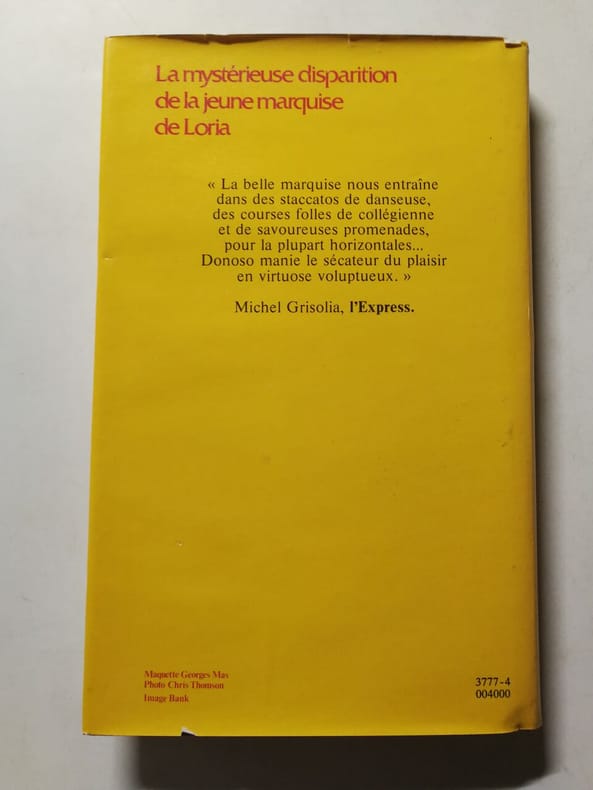 La mystérieuse disparition
de la jeune marquise
de Loria
« La belle marquise nous entraîne
dans des staccatos de danseuse,
des courses folles de collégienne
et de savoureuses promenades,
pour la plupart horizontales...
Donoso manie le sécateur du plaisir
en virtuose voluptueux. »
Michel Grisolia, l'Express.
Maquette Georges Mas
Photo Chris Thomson
Image Bank
3777-4
004000